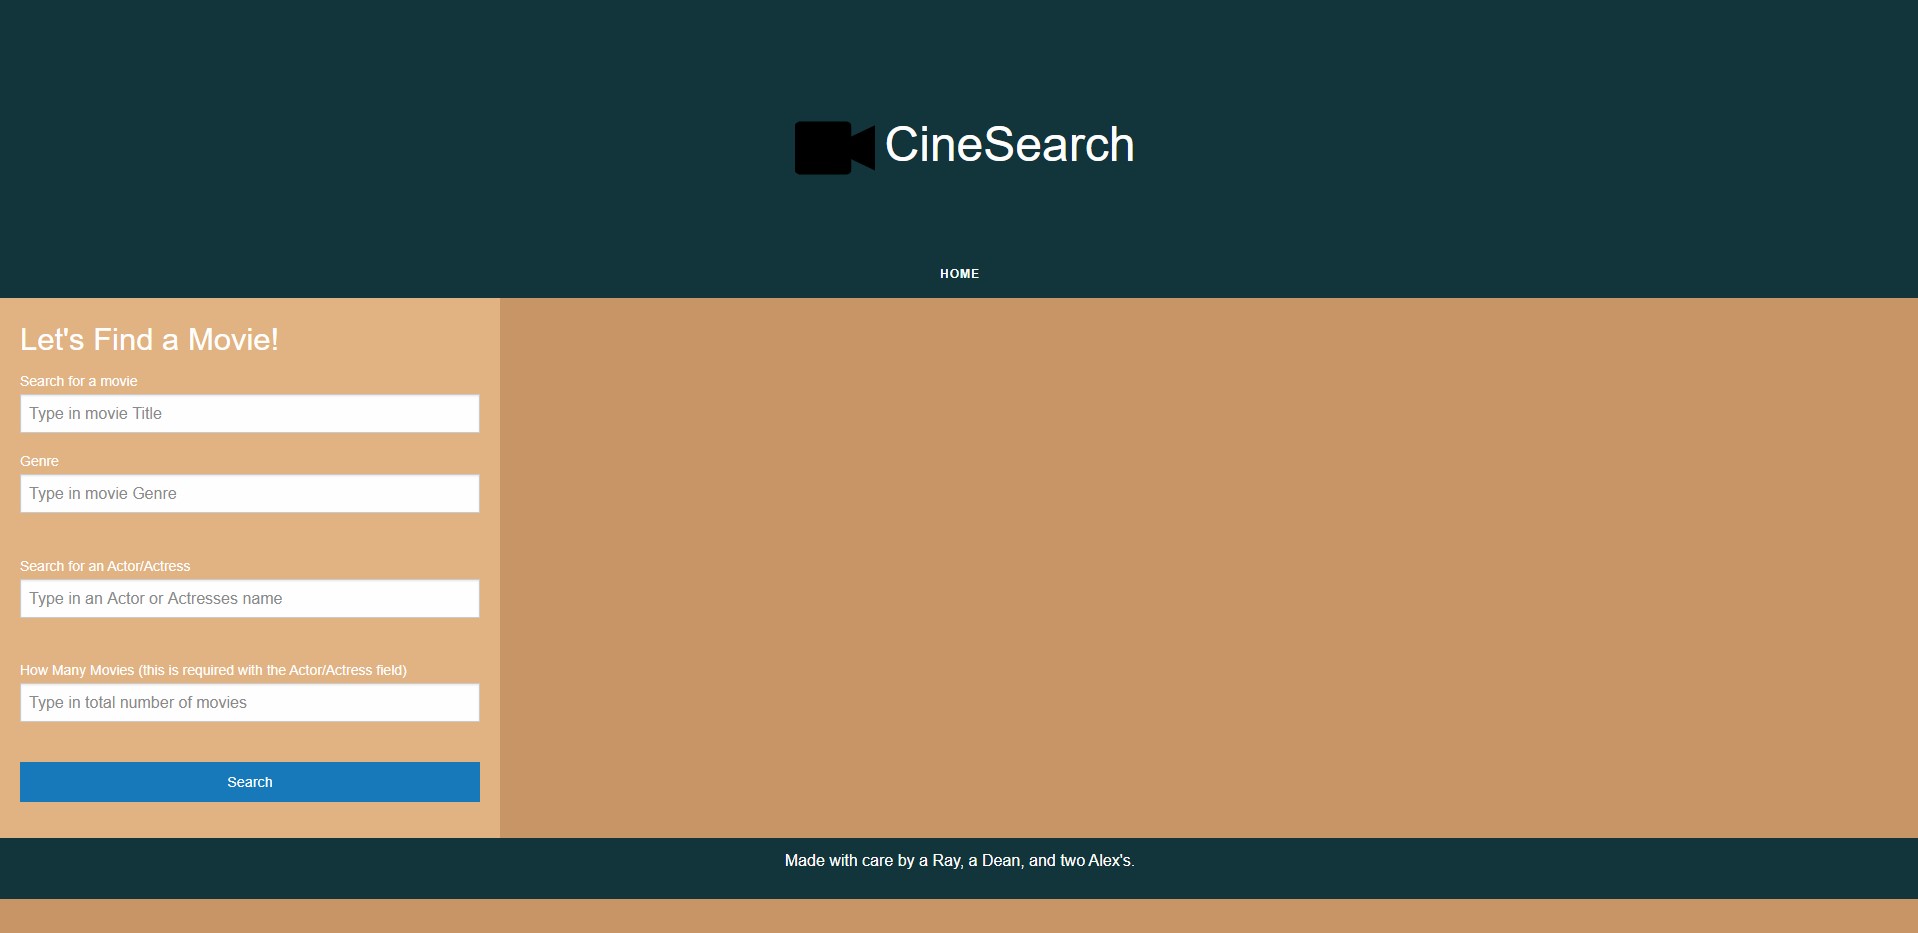 CineSearch
HOME
Let's Find a Movie!
Search for a movie
Type in movie Title
Genre
Type in movie Genre
Search for an Actor/Actress
Type in an Actor or Actresses name
How Many Movies (this is required with the Actor/Actress field)
Type in total number of movies
Search
Made with care by a Ray, a Dean, and two Alex's.